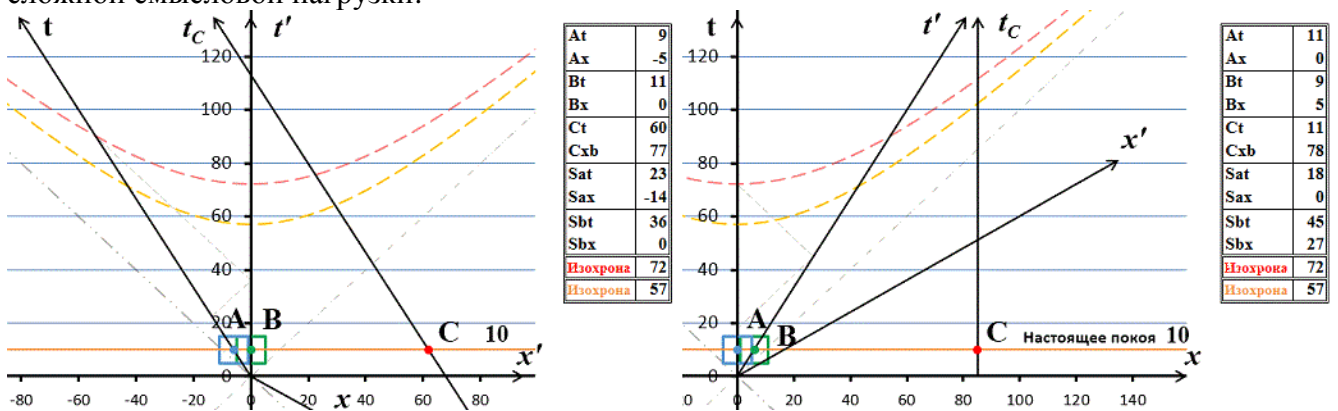 сложной смысловой нагрузки.
t
t_C
t'
120
100
80
60
40
20
0
A
B
C
10
x'
x
-80
-60
-40
-20
0
20
40
60
80
At 9
Ax -5
Bt 11
Bx 0
Ct 60
Cxb 77
Sat 23
Sax -14
Sbt 36
Sbx 0
Изохрона 72
Изохрона 57
t
t'
t_C
120
100
80
60
40
20
0
x'
A
B
C
Настоящее покоя 10
x
0
0
20
40
60
80
100
120
140
At 11
Ax 0
Bt 9
Bx 5
Ct 11
Cxb 78
Sat 18
Sax 0
Sbt 45
Sbx 27
Изохрона 72
Изохрона 57